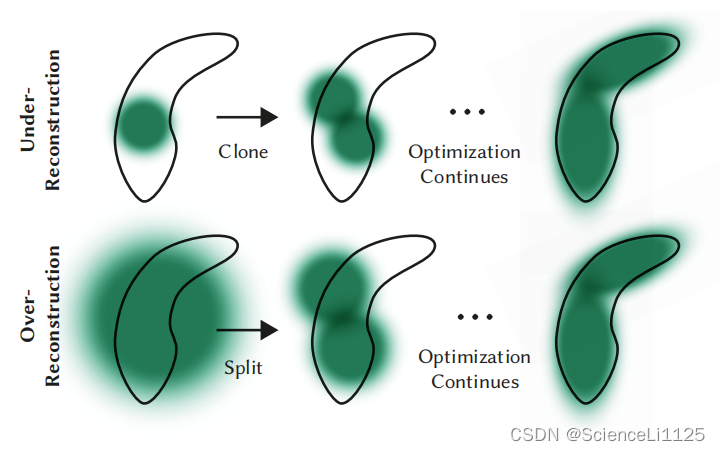 Under-
Reconstruction
Clone
Optimization
Continues
Over-
Reconstruction
Split
Optimization
Continues
CSDN @ScienceLi1125